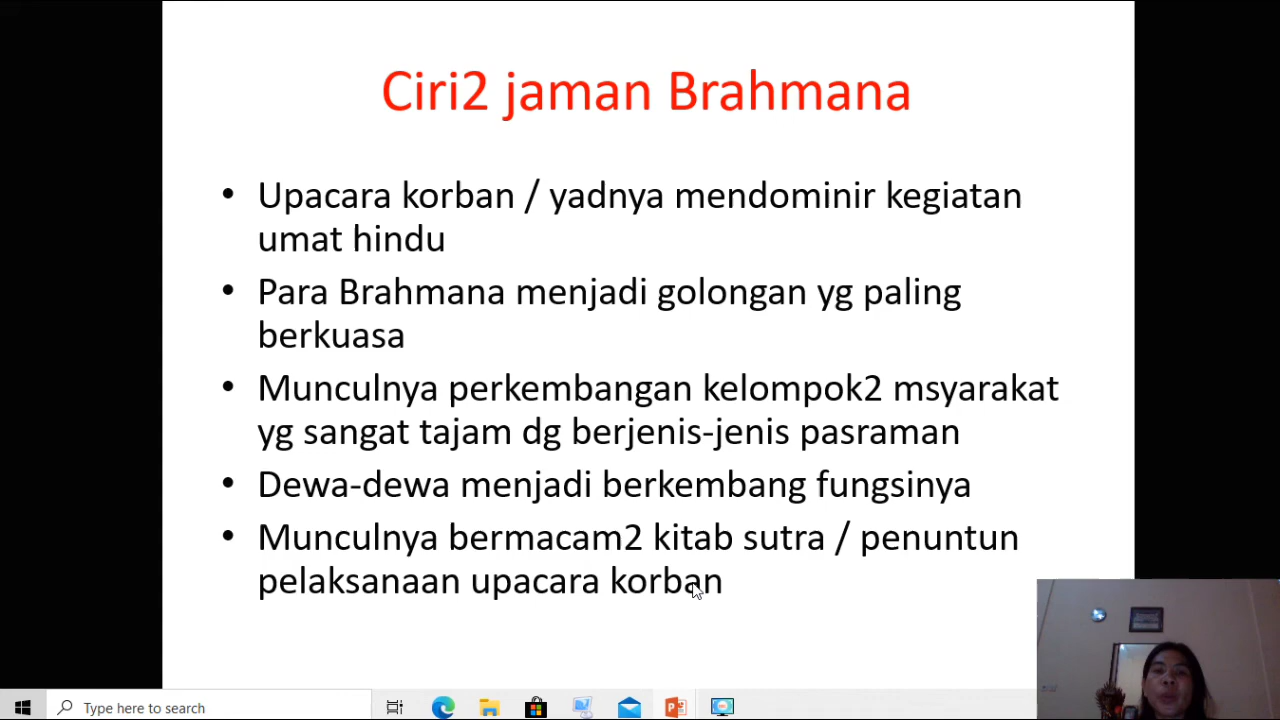 Ciri2 jaman Brahmana
• Upacara korban / yadnya mendominir kegiatan
umat hindu
• Para Brahmana menjadi golongan yg paling
berkuasa
• Munculnya perkembangan kelompok2 msyarakat
yg sangat tajam dg berjenis-jenis pasraman
• Dewa-dewa menjadi berkembang fungsinya
• Munculnya bermacam2 kitab sutra / penuntun
pelaksanaan upacara korban
Type here to search